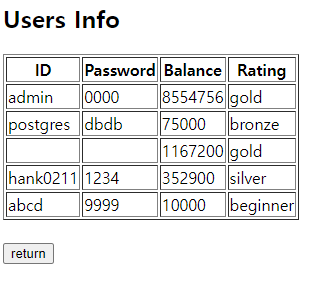 Users Info
ID Password Balance Rating
admin 0000 8554756 gold
postgres dbdb 75000 bronze
1167200 gold
hank0211 1234 352900 silver
abcd 9999 10000 beginner
return